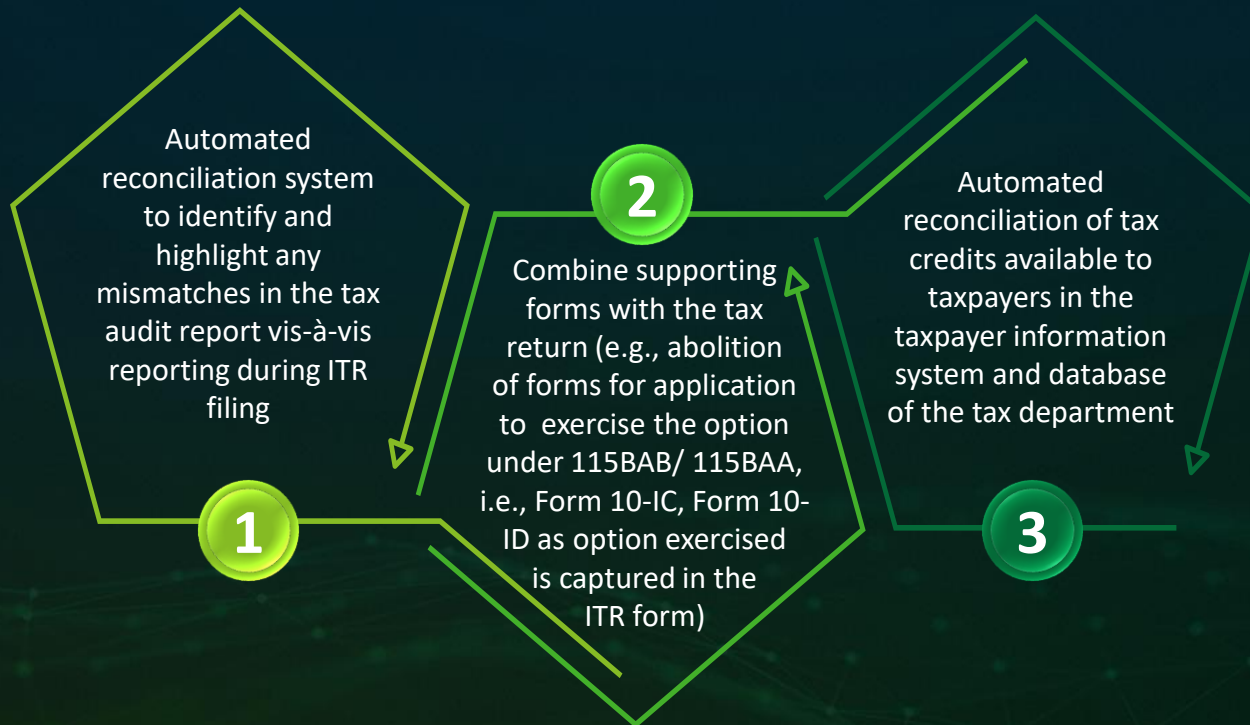 Automated
reconciliation system
to identify and
highlight any
mismatches in the tax
audit report vis-à-vis
reporting during ITR
filing
1
2
Combine supporting
forms with the tax
return (e.g., abolition
of forms for application
to exercise the option
under 115BAB/ 115BAA,
i.e., Form 10-IC, Form 10-
ID as option exercised
is captured in the
ITR form)
Automated
reconciliation of tax
credits available to
taxpayers in the
taxpayer information
system and database
of the tax department
3